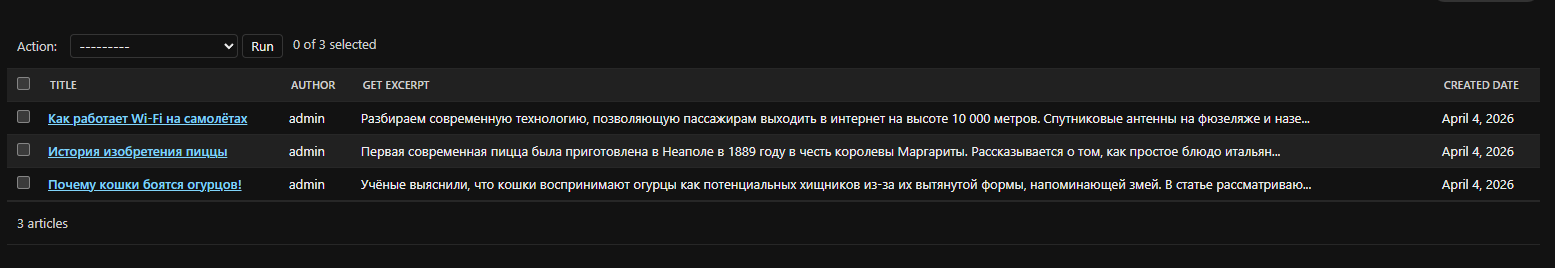 Action: --------- Run 0 of 3 selected
TITLE AUTHOR GET EXCERPT CREATED DATE
Как работает Wi-Fi на самолётах admin Разбираем современную технологию, позволяющую пассажирам выходить в интернет на высоте 10 000 метров. Спутниковые антенны на фюзеляже и назе... April 4, 2026
История изобретения пиццы admin Первая современная пицца была приготовлена в Неаполе в 1889 году в честь королевы Маргариты. Рассказывается о том, как простое блюдо итальян... April 4, 2026
Почему кошки боятся огурцов! admin Учёные выяснили, что кошки воспринимают огурцы как потенциальных хищников из-за их вытянутой формы, напоминающей змей. В статье рассматриваю... April 4, 2026
3 articles